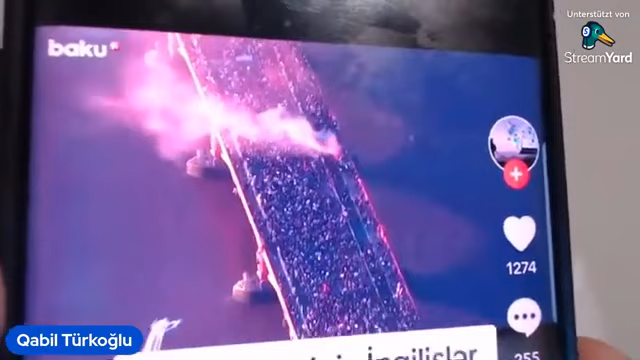 Unterstützt von
StreamYard
baku
1274
255
İngilislər
Qabil Türkoğlu